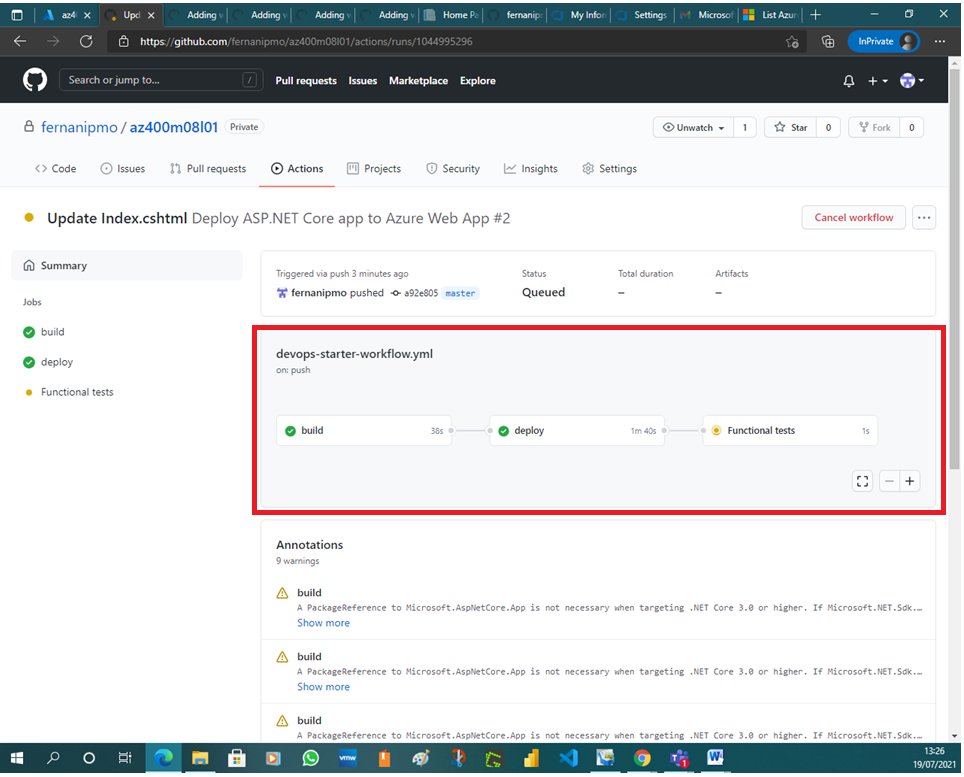 az4
Upd
Adding
Adding
Adding
Adding
Home Pa
fernanip
My Infor
Settings
Microsof
List Azur
https://github.com/fernanipmo/az400m08l01/actions/runs/1044995296
InPrivate
Search or jump to...
/
Pull requests
Issues
Marketplace
Explore
fernanipmo / az400m08l01
Private
Unwatch
1
Star
0
Fork
0
Code
Issues
Pull requests
Actions
Projects
Security
Insights
Settings
Update Index.cshtml Deploy ASP.NET Core app to Azure Web App #2
Cancel workflow
...
Summary
Jobs
build
deploy
Functional tests
Triggered via push 3 minutes ago
fernanipmo pushed a92e805 master
Status
Queued
Total duration
–
Artifacts
–
devops-starter-workflow.yml
on: push
build 38s
deploy 1m 40s
Functional tests 1s
Annotations
9 warnings
build
A PackageReference to Microsoft.AspNetCore.App is not necessary when targeting .NET Core 3.0 or higher. If Microsoft.NET.Sdk....
Show more
build
A PackageReference to Microsoft.AspNetCore.App is not necessary when targeting .NET Core 3.0 or higher. If Microsoft.NET.Sdk....
Show more
build
A PackageReference to Microsoft.AspNetCore.App is not necessary when targeting .NET Core 3.0 or higher. If Microsoft.NET.Sdk....
vmw
1
13:26
19/07/2021